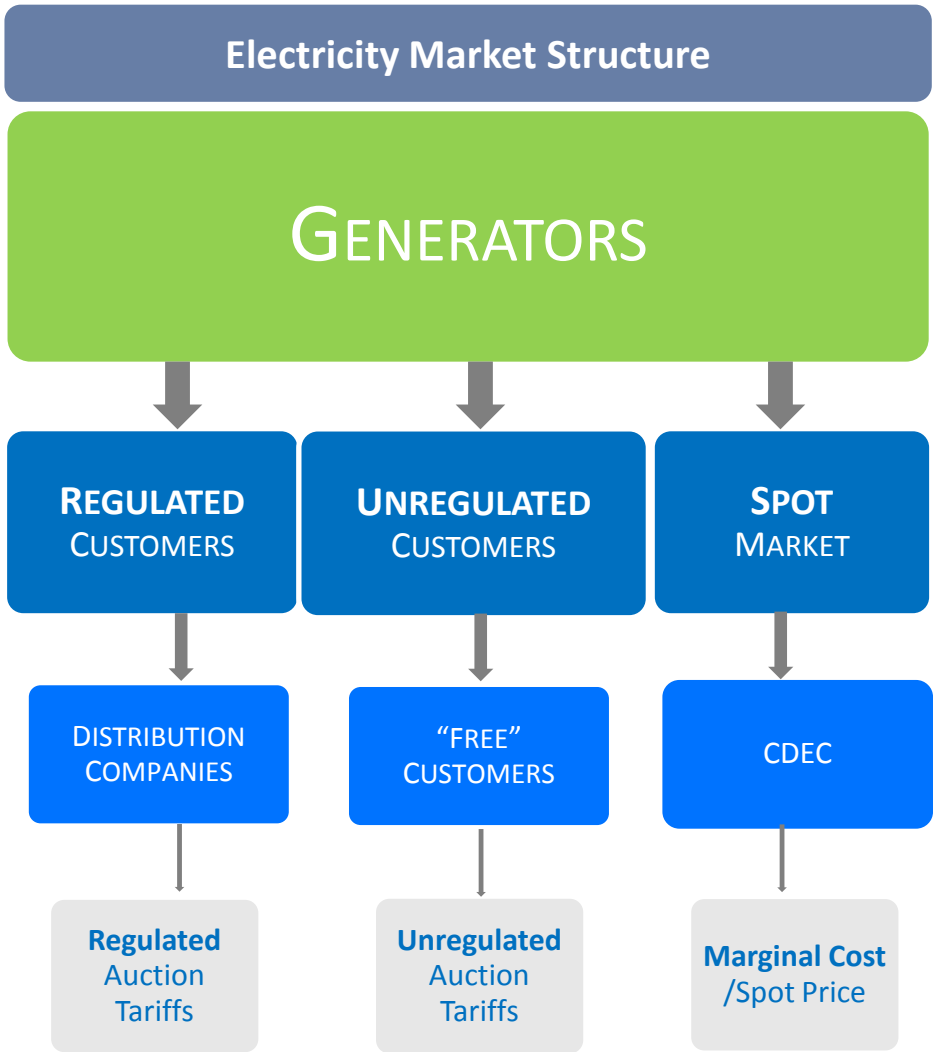 Electricity Market Structure
GENERATORS
REGULATED
CUSTOMERS
UNREGULATED
CUSTOMERS
SPOT
MARKET
DISTRIBUTION
COMPANIES
“FREE”
CUSTOMERS
CDEC
Regulated
Auction
Tariffs
Unregulated
Auction
Tariffs
Marginal Cost
/Spot Price